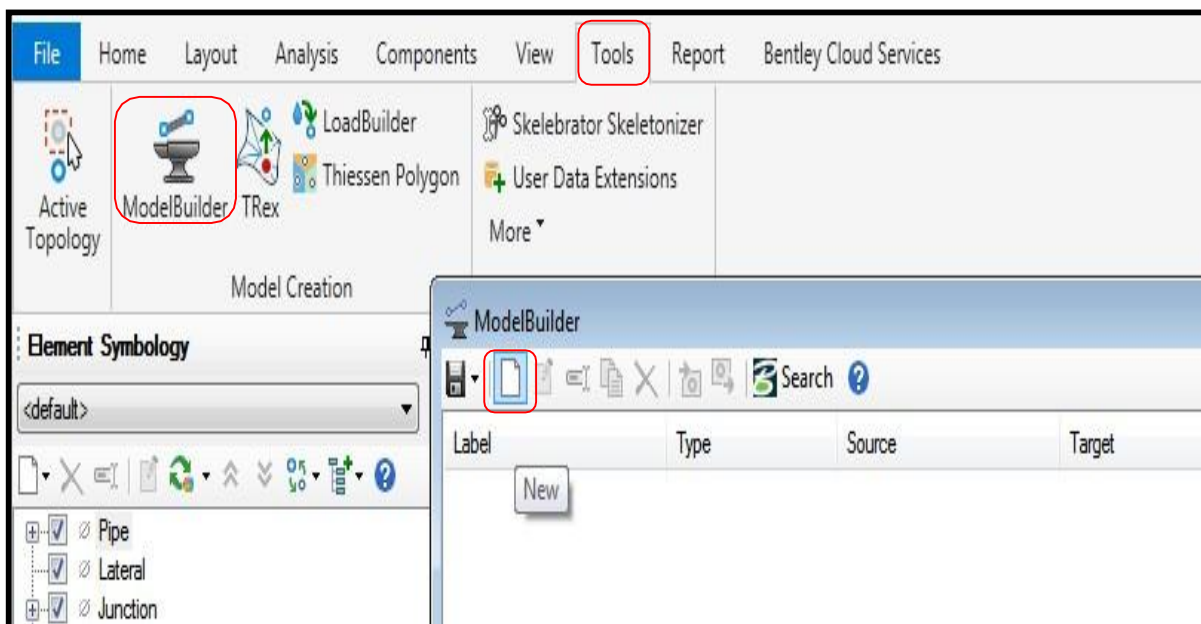 File Home Layout Analysis Components View Tools Report Bentley Cloud Services
Active Topology
ModelBuilder
TRex
LoadBuilder
Thiessen Polygon
Skelebrator Skeletonizer
User Data Extensions
More
Model Creation
Element Symbology
<default>
Pipe
Lateral
Junction
ModelBuilder
Search
Label Type Source Target
New